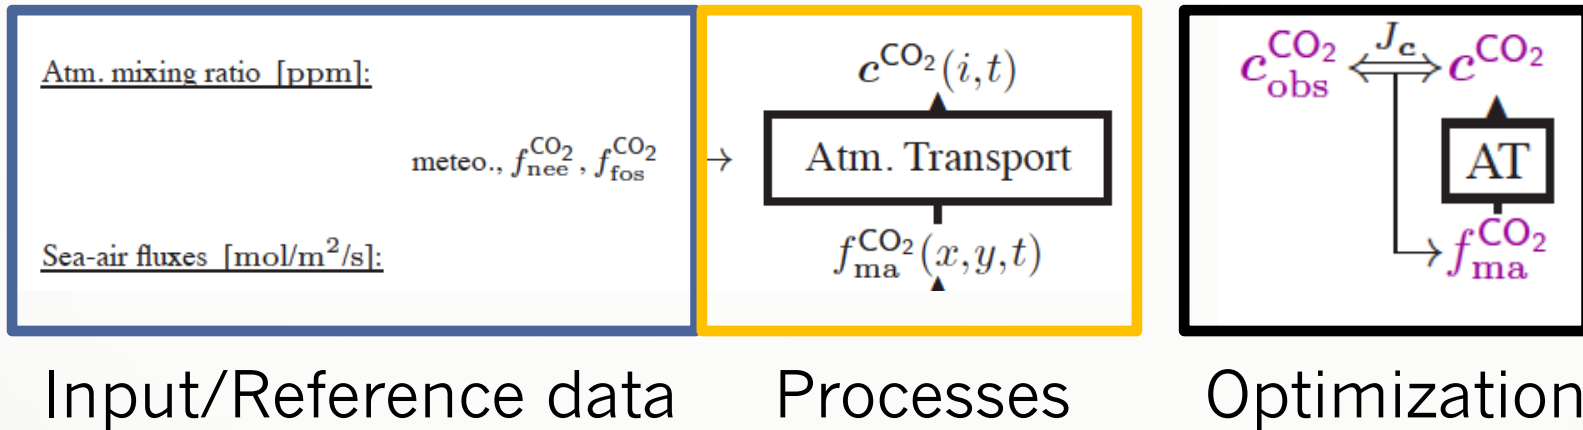 Atm. mixing ratio [ppm]:
meteo., f_nee^CO₂, f_fos^CO₂ →
Sea-air fluxes [mol/m²/s]:
c^CO₂(i,t)
Atm. Transport
f_ma^CO₂(x,y,t)
c_obs^CO₂ ⟺ J_c c^CO₂
AT
f_ma^CO₂
Input/Reference data
Processes
Optimization